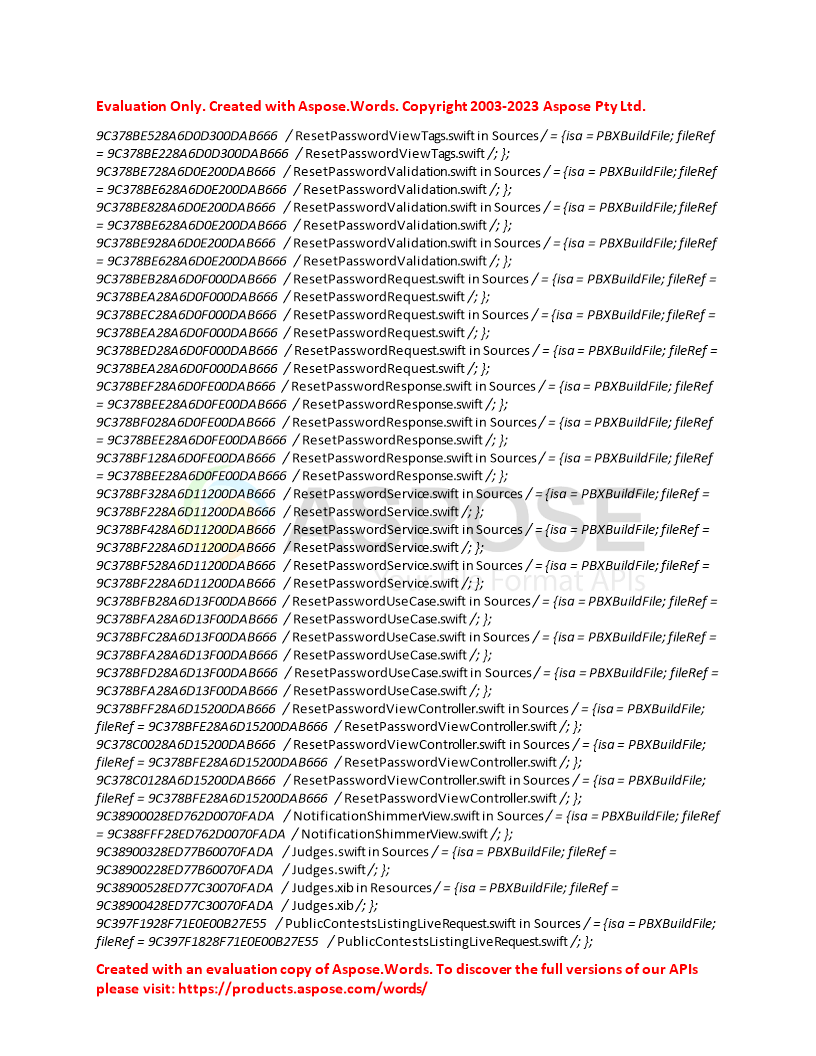 Evaluation Only. Created with Aspose.Words. Copyright 2003-2023 Aspose Pty Ltd.
9C378BE528A6D0D300DAB666 / ResetPasswordViewTags.swift in Sources / = {isa = PBXBuildFile; fileRef
= 9C378BE228A6D0D300DAB666 / ResetPasswordViewTags.swift /; };
9C378BE728A6D0E200DAB666 / ResetPasswordValidation.swift in Sources / = {isa = PBXBuildFile; fileRef
= 9C378BE628A6D0E200DAB666 / ResetPasswordValidation.swift /; };
9C378BE828A6D0E200DAB666 / ResetPasswordValidation.swift in Sources / = {isa = PBXBuildFile; fileRef
= 9C378BE628A6D0E200DAB666 / ResetPasswordValidation.swift /; };
9C378BE928A6D0E200DAB666 / ResetPasswordValidation.swift in Sources / = {isa = PBXBuildFile; fileRef
= 9C378BE628A6D0E200DAB666 / ResetPasswordValidation.swift /; };
9C378BEB28A6D0F000DAB666 / ResetPasswordRequest.swift in Sources / = {isa = PBXBuildFile; fileRef =
9C378BEA28A6D0F000DAB666 / ResetPasswordRequest.swift /; };
9C378BEC28A6D0F000DAB666 / ResetPasswordRequest.swift in Sources / = {isa = PBXBuildFile; fileRef =
9C378BEA28A6D0F000DAB666 / ResetPasswordRequest.swift /; };
9C378BED28A6D0F000DAB666 / ResetPasswordRequest.swift in Sources / = {isa = PBXBuildFile; fileRef =
9C378BEA28A6D0F000DAB666 / ResetPasswordRequest.swift /; };
9C378BEF28A6D0FE00DAB666 / ResetPasswordResponse.swift in Sources / = {isa = PBXBuildFile; fileRef
= 9C378BEE28A6D0FE00DAB666 / ResetPasswordResponse.swift /; };
9C378BF028A6D0FE00DAB666 / ResetPasswordResponse.swift in Sources / = {isa = PBXBuildFile; fileRef
= 9C378BEE28A6D0FE00DAB666 / ResetPasswordResponse.swift /; };
9C378BF128A6D0FE00DAB666 / ResetPasswordResponse.swift in Sources / = {isa = PBXBuildFile; fileRef
= 9C378BEE28A6D0FE00DAB666 / ResetPasswordResponse.swift /; };
9C378BF328A6D11200DAB666 / ResetPasswordService.swift in Sources / = {isa = PBXBuildFile; fileRef =
9C378BF228A6D11200DAB666 / ResetPasswordService.swift /; };
9C378BF428A6D11200DAB666 / ResetPasswordService.swift in Sources / = {isa = PBXBuildFile; fileRef =
9C378BF228A6D11200DAB666 / ResetPasswordService.swift /; };
9C378BF528A6D11200DAB666 / ResetPasswordService.swift in Sources / = {isa = PBXBuildFile; fileRef =
9C378BF228A6D11200DAB666 / ResetPasswordService.swift /; };
9C378BFB28A6D13F00DAB666 / ResetPasswordUseCase.swift in Sources / = {isa = PBXBuildFile; fileRef =
9C378BFA28A6D13F00DAB666 / ResetPasswordUseCase.swift /; };
9C378BFC28A6D13F00DAB666 / ResetPasswordUseCase.swift in Sources / = {isa = PBXBuildFile; fileRef =
9C378BFA28A6D13F00DAB666 / ResetPasswordUseCase.swift /; };
9C378BFD28A6D13F00DAB666 / ResetPasswordUseCase.swift in Sources / = {isa = PBXBuildFile; fileRef =
9C378BFA28A6D13F00DAB666 / ResetPasswordUseCase.swift /; };
9C378BFF28A6D15200DAB666 / ResetPasswordViewController.swift in Sources / = {isa = PBXBuildFile;
fileRef = 9C378BFE28A6D15200DAB666 / ResetPasswordViewController.swift /; };
9C378C0028A6D15200DAB666 / ResetPasswordViewController.swift in Sources / = {isa = PBXBuildFile;
fileRef = 9C378BFE28A6D15200DAB666 / ResetPasswordViewController.swift /; };
9C378C0128A6D15200DAB666 / ResetPasswordViewController.swift in Sources / = {isa = PBXBuildFile;
fileRef = 9C378BFE28A6D15200DAB666 / ResetPasswordViewController.swift /; };
9C38900028ED762D0070FADA / NotificationShimmerView.swift in Sources / = {isa = PBXBuildFile; fileRef
= 9C388FFF28ED762D0070FADA / NotificationShimmerView.swift /; };
9C38900328ED77B60070FADA / Judges.swift in Sources / = {isa = PBXBuildFile; fileRef =
9C38900228ED77B60070FADA / Judges.swift /; };
9C38900528ED77C30070FADA / Judges.xib in Resources / = {isa = PBXBuildFile; fileRef =
9C38900428ED77C30070FADA / Judges.xib /; };
9C397F1928F71E0E00B27E55 / PublicContestsListingLiveRequest.swift in Sources / = {isa = PBXBuildFile;
fileRef = 9C397F1828F71E0E00B27E55 / PublicContestsListingLiveRequest.swift /; };
ASPOSE
Your File Format APIs
Created with an evaluation copy of Aspose.Words. To discover the full versions of our APIs
please visit: https://products.aspose.com/words/